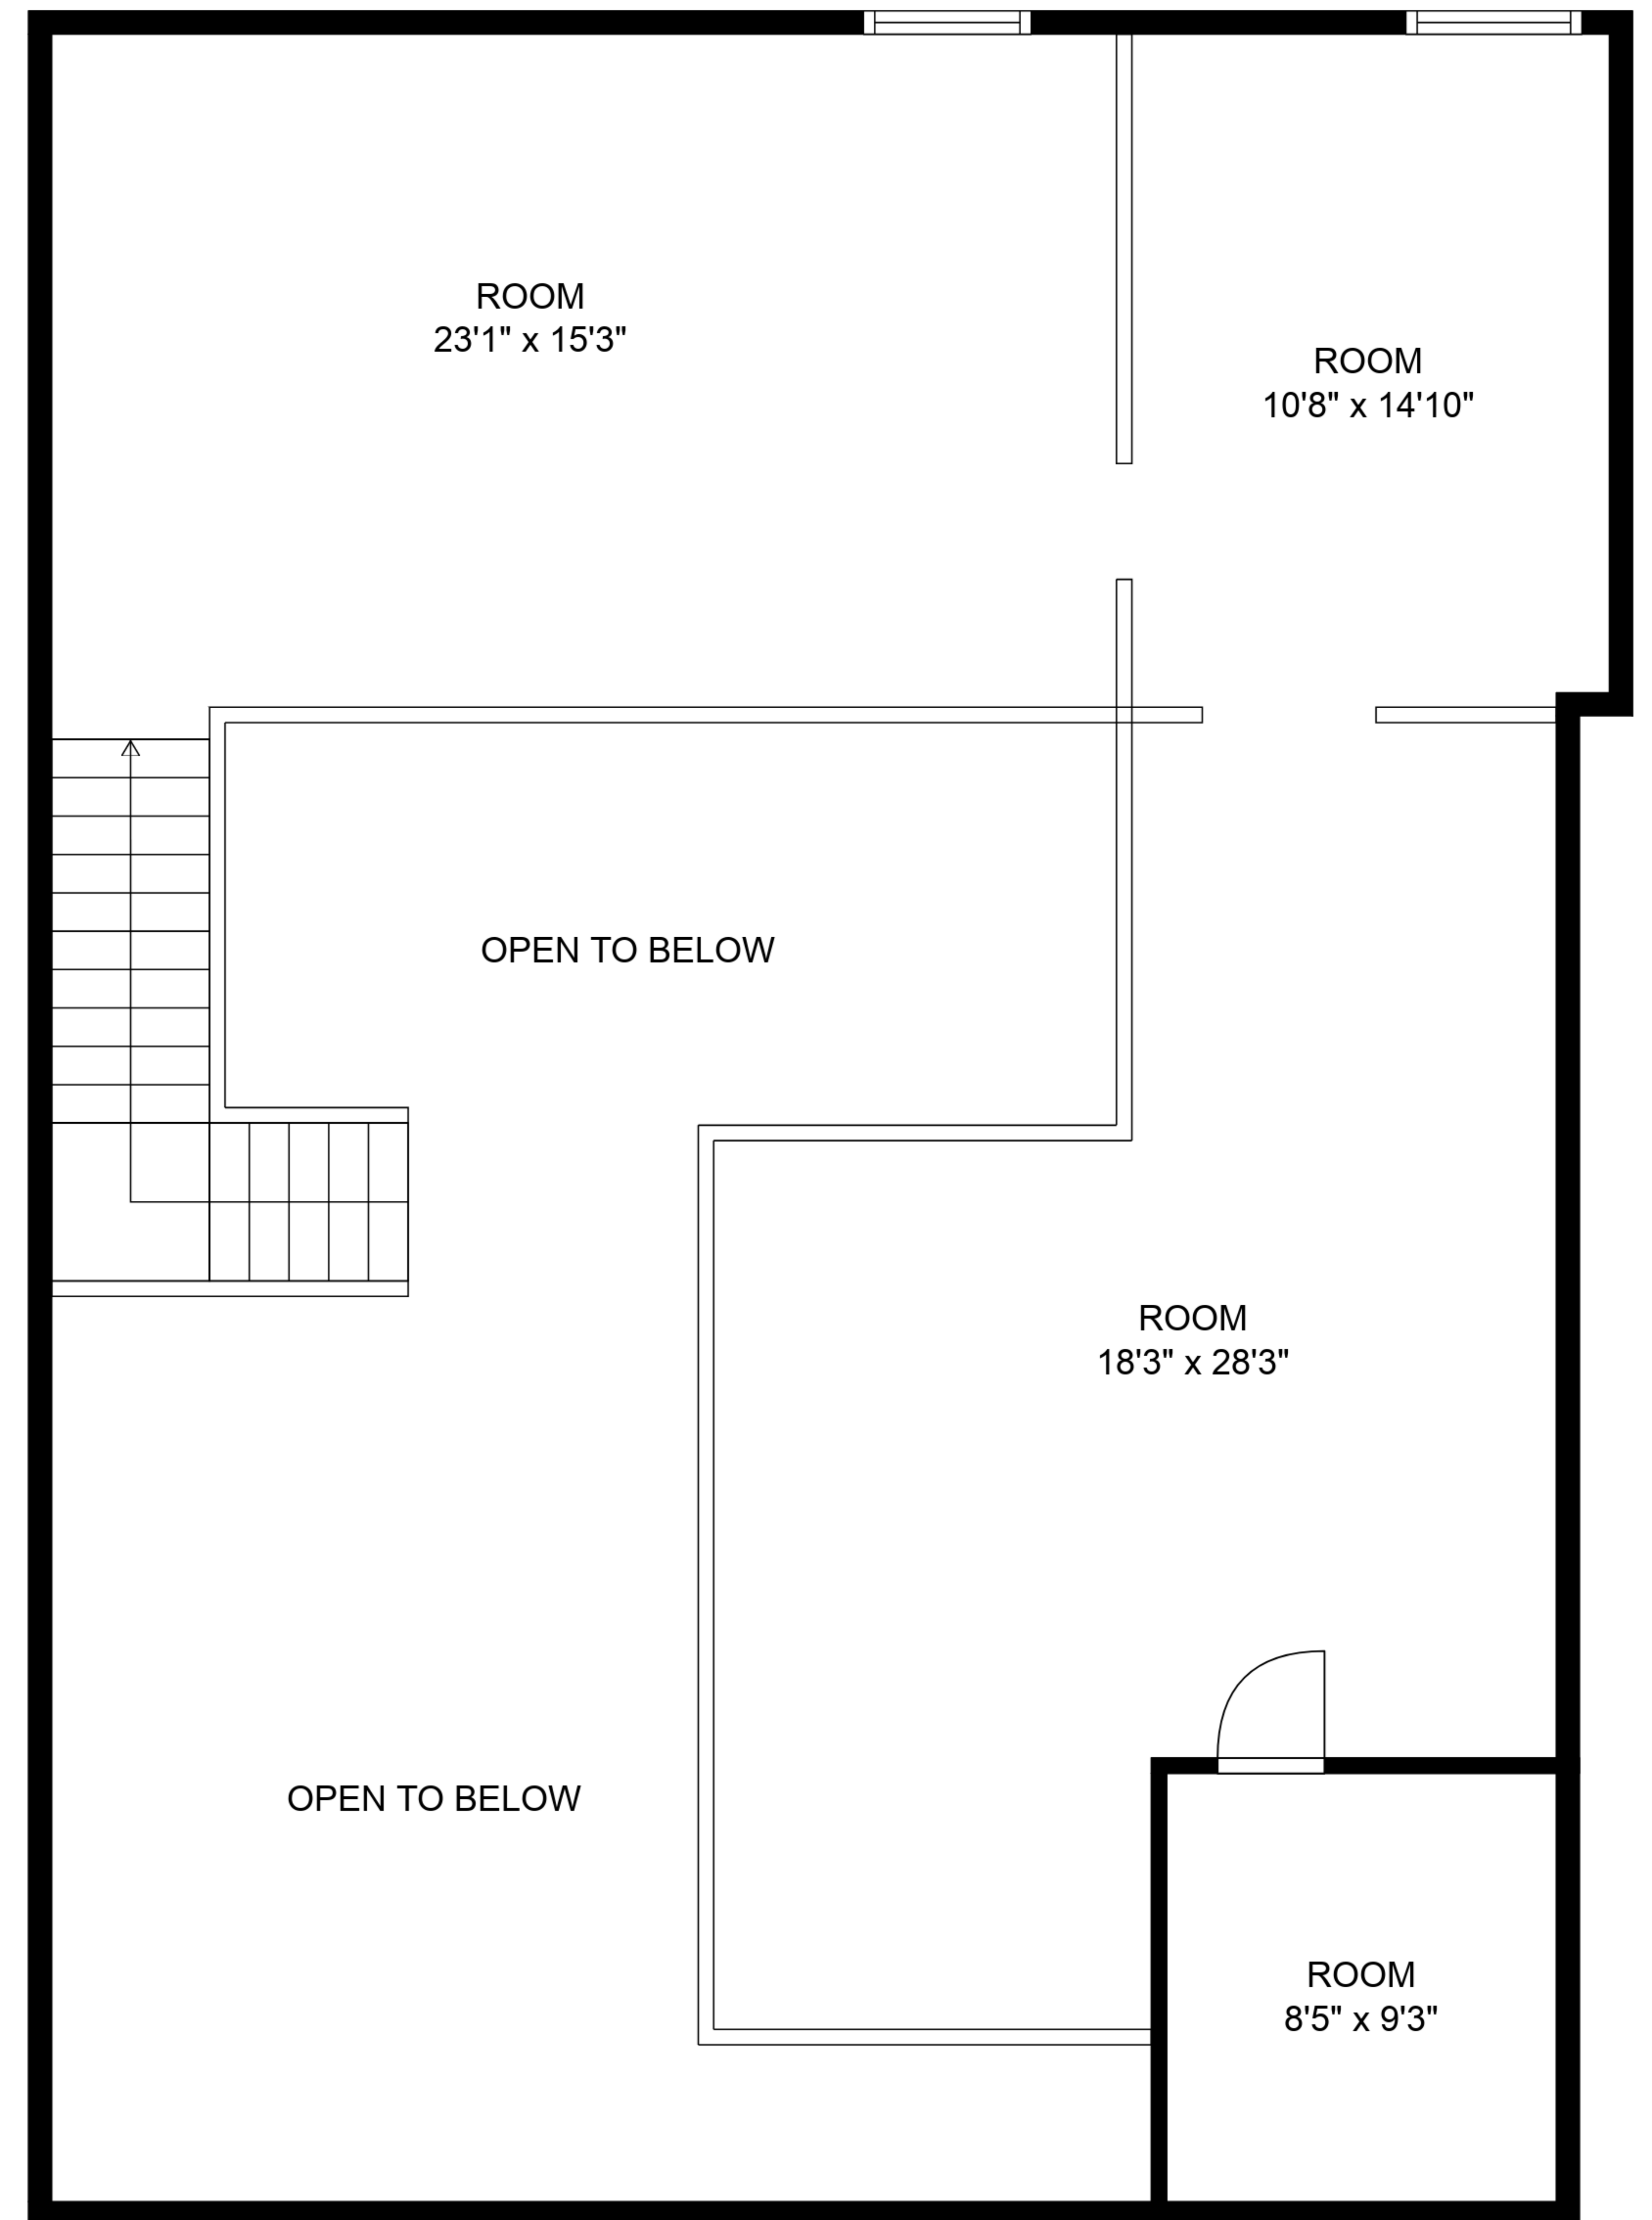 ROOM
23'1" x 15'3"
ROOM
10'8" x 14'10"
OPEN TO BELOW
ROOM
18'3" x 28'3"
OPEN TO BELOW
ROOM
8'5" x 9'3"